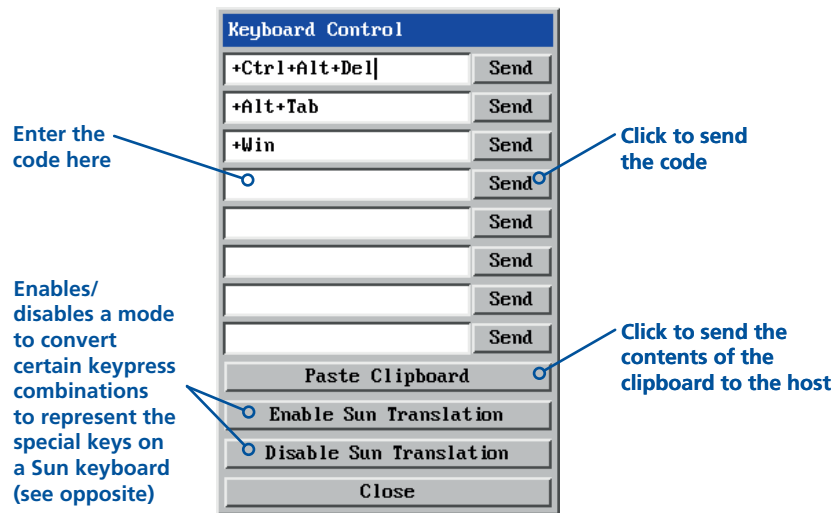 Keyboard Control
+Ctrl+Alt+Del Send
+Alt+Tab Send
+Win Send
Send
Send
Send
Send
Send
Paste Clipboard
Enable Sun Translation
Disable Sun Translation
Close
Enter the
code here
Enables/
disables a mode
to convert
certain keypress
combinations
to represent the
special keys on
a Sun keyboard
(see opposite)
Click to send
the code
Click to send the
contents of the
clipboard to the host